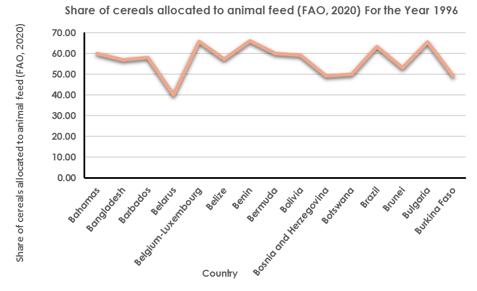 Share of cereals allocated to animal feed (FAO, 2020) For the Year 1996
Share of cereals allocated to animal feed (FAO, 2020)
70.00
60.00
50.00
40.00
30.00
20.00
10.00
0.00
Bahamas
Bangladesh
Barbados
Belarus
Belgium-Luxembourg
Belize
Benin
Bermuda
Bolivia
Bosnia and Herzegovina
Botswana
Brazil
Brunei
Bulgaria
Burkina Faso
Country